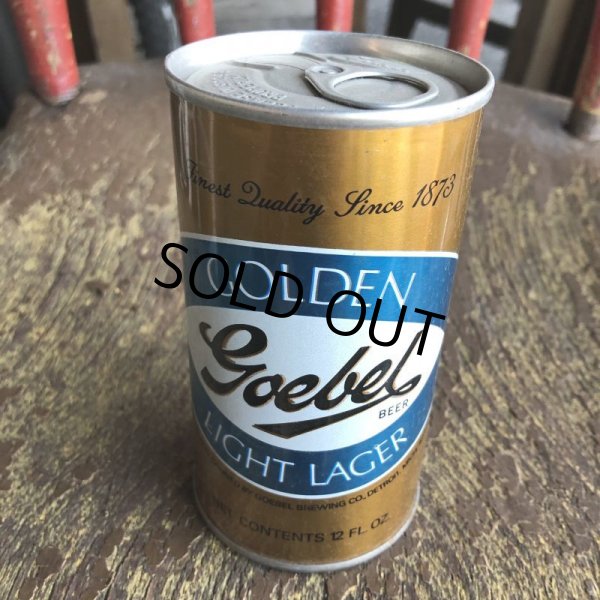 Finest Quality Since 1873
GOLDEN
SOLD OUT
Goebel
BEER
LIGHT LAGER
BY GOEBEL BREWING CO., DETROIT,
NET. CONTENTS 12 FL. OZ.